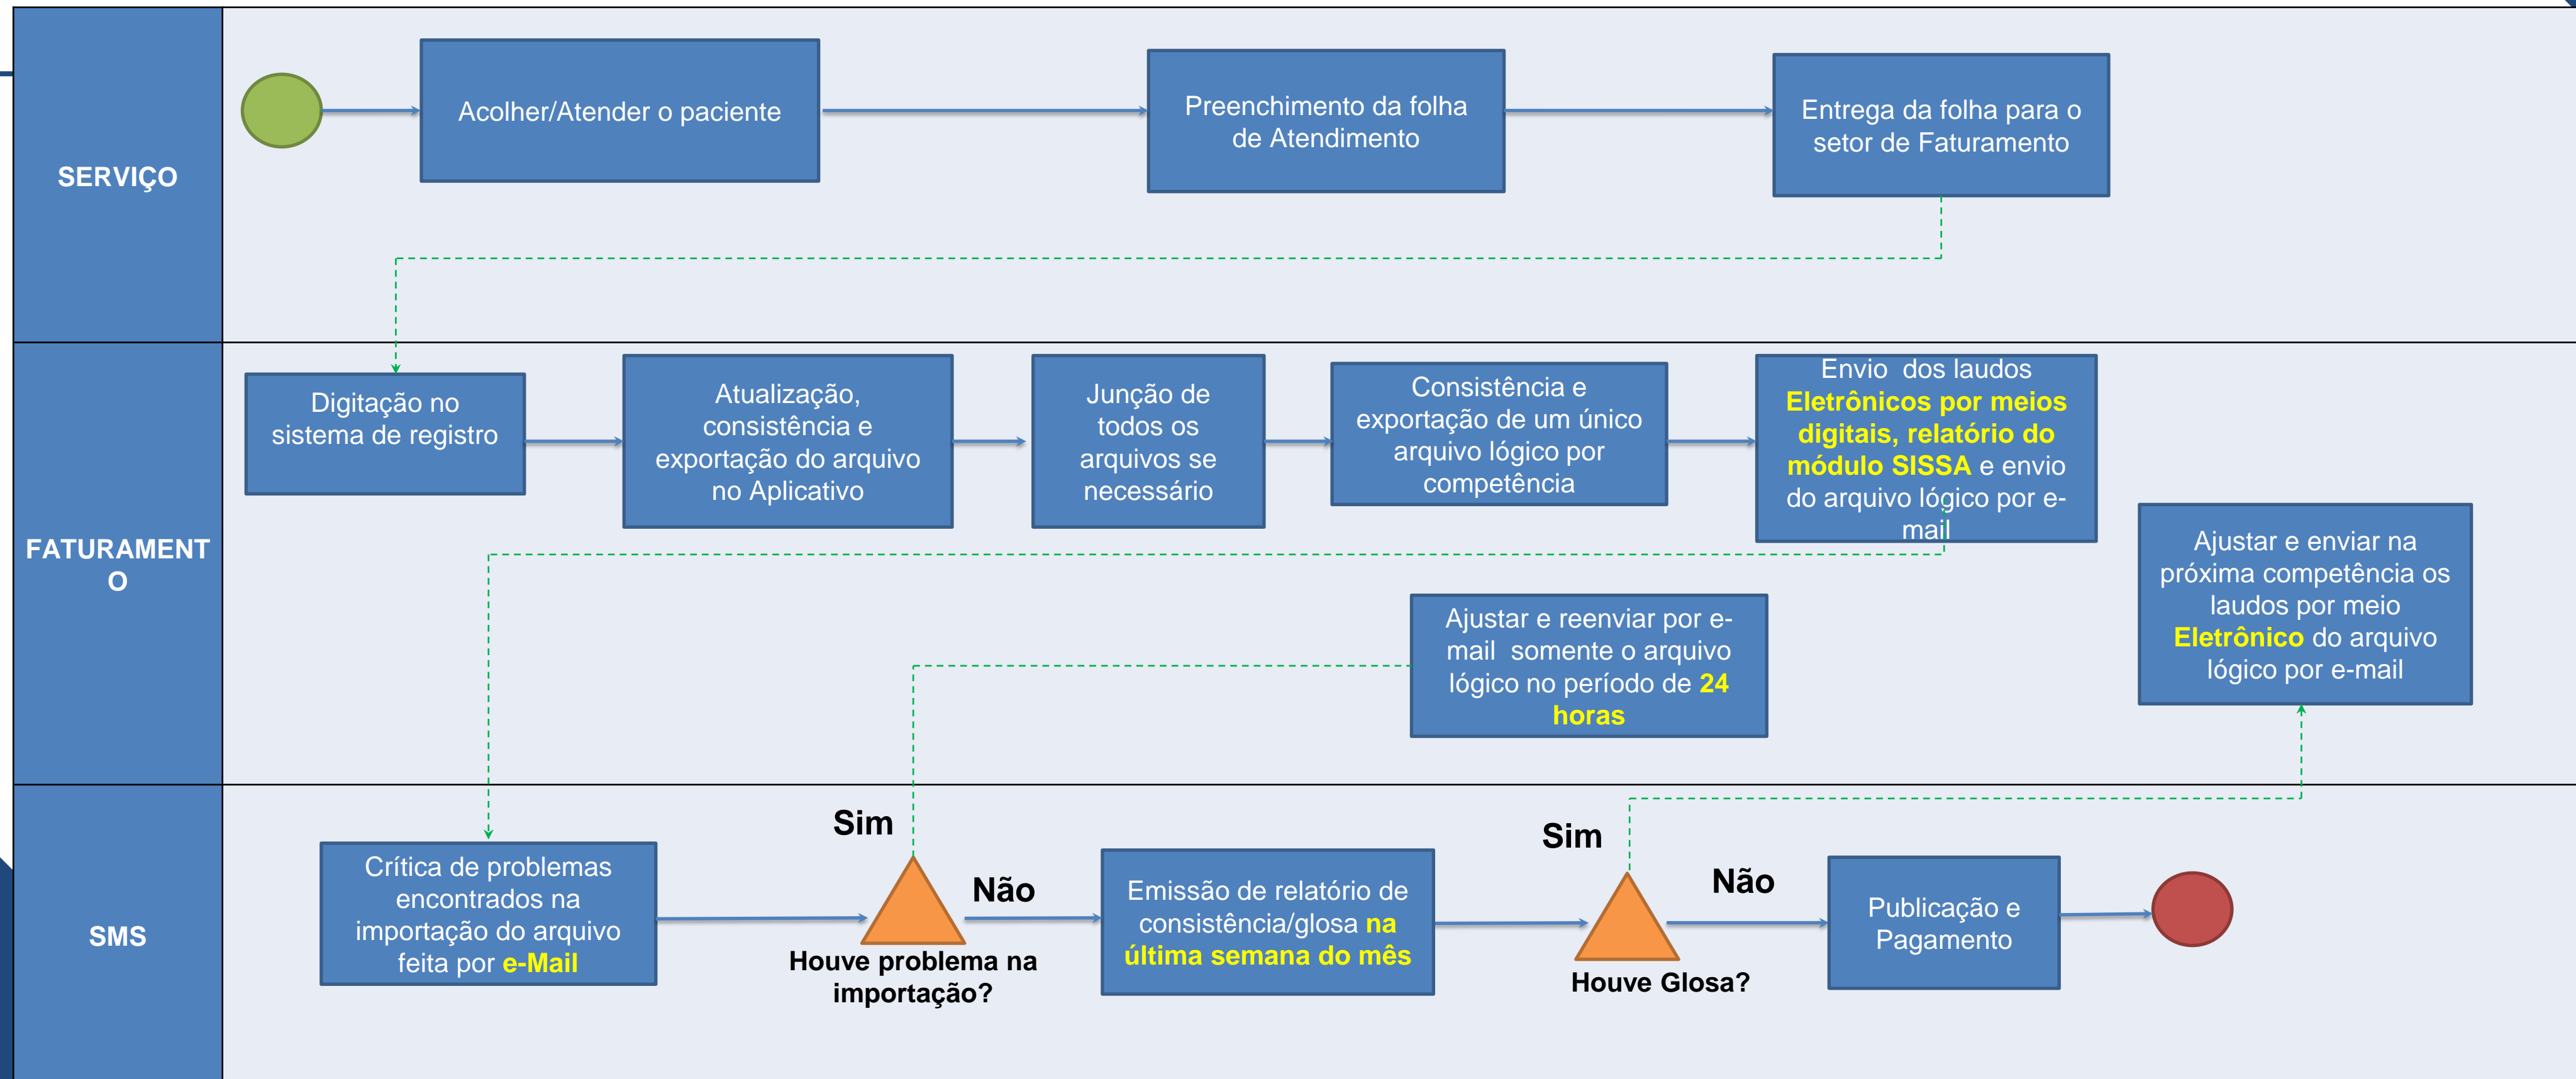 SERVIÇO
Acolher/Atender o paciente
Preenchimento da folha
de Atendimento
Entrega da folha para o
setor de Faturamento
FATURAMENT
O
Digitação no
sistema de registro
Atualização,
consistência e
exportação do arquivo
no Aplicativo
Junção de
todos os
arquivos se
necessário
Consistência e
exportação de um único
arquivo lógico por
competência
Envio  dos laudos
Eletrônicos por meios
digitais, relatório do
módulo SISSA e envio
do arquivo lógico por e-
mail
Ajustar e enviar na
próxima competência os
laudos por meio
Eletrônico do arquivo
lógico por e-mail
Ajustar e reenviar por e-
mail  somente o arquivo
lógico no período de 24
horas
SMS
Crítica de problemas
encontrados na
importação do arquivo
feita por e-Mail
Sim
Não
Houve problema na
importação?
Emissão de relatório de
consistência/glosa na
última semana do mês
Sim
Não
Houve Glosa?
Publicação e
Pagamento